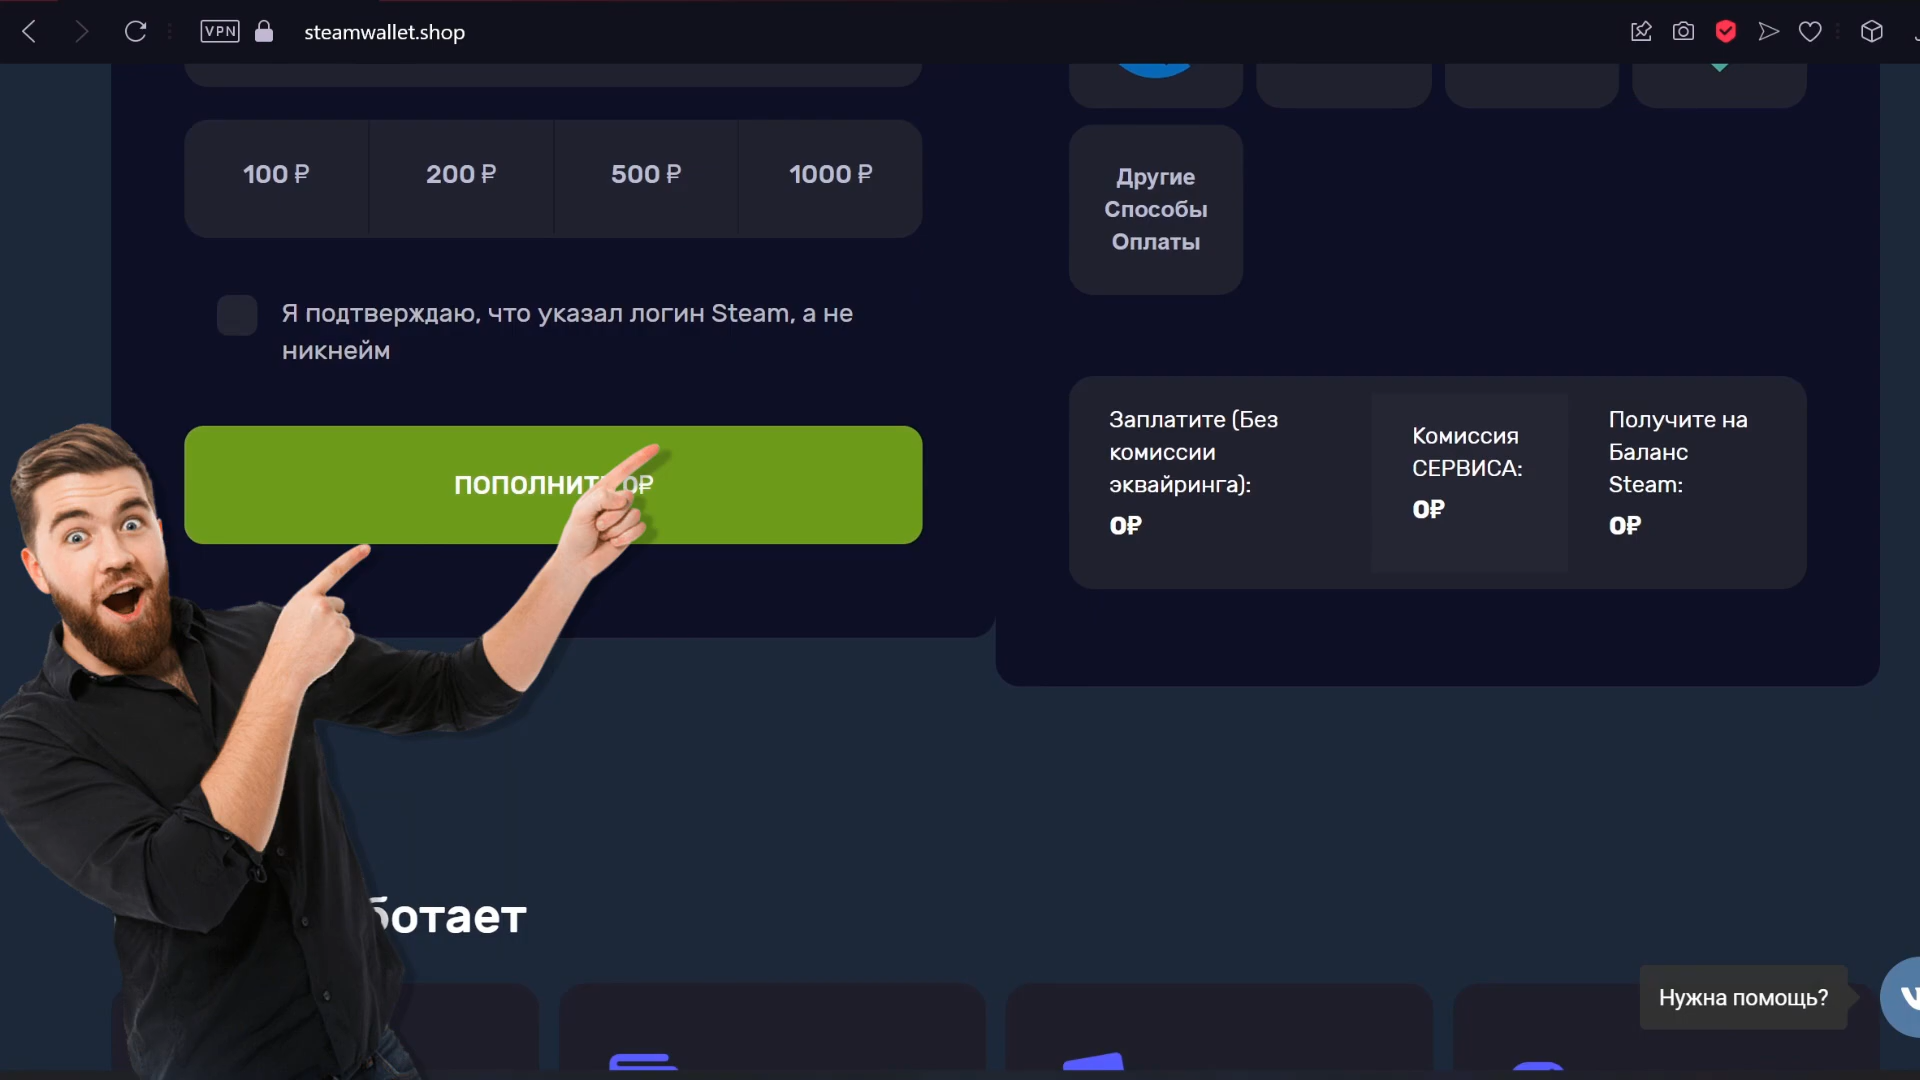 VPN
steamwallet.shop
100 ₽
200 ₽
500 ₽
1000 ₽
Другие
Способы
Оплаты
Я подтверждаю, что указал логин Steam, а не
никнейм
0₽
Заплатите (Без
комиссии
эквайринга):
0₽
Комиссия
СЕРВИСА:
0₽
Получите на
Баланс
Steam:
0₽
Нужна помощь?